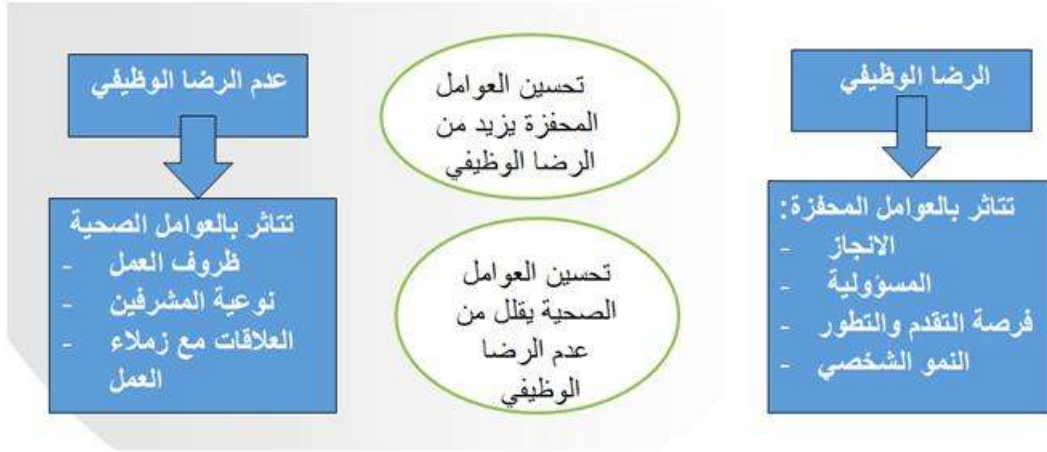 الرضا الوظيفي
تتاثر بالعوامل المحفزة:
- الانجاز
- المسؤولية
- فرصة التقدم والتطور
- النمو الشخصي
تحسين العوامل
المحفزة يزيد من
الرضا الوظيفي
تحسين العوامل
الصحية يقلل من
عدم الرضا
الوظيفي
عدم الرضا الوظيفي
تتاثر بالعوامل الصحية
- ظروف العمل
- نوعية المشرفين
- العلاقات مع زملاء
العمل